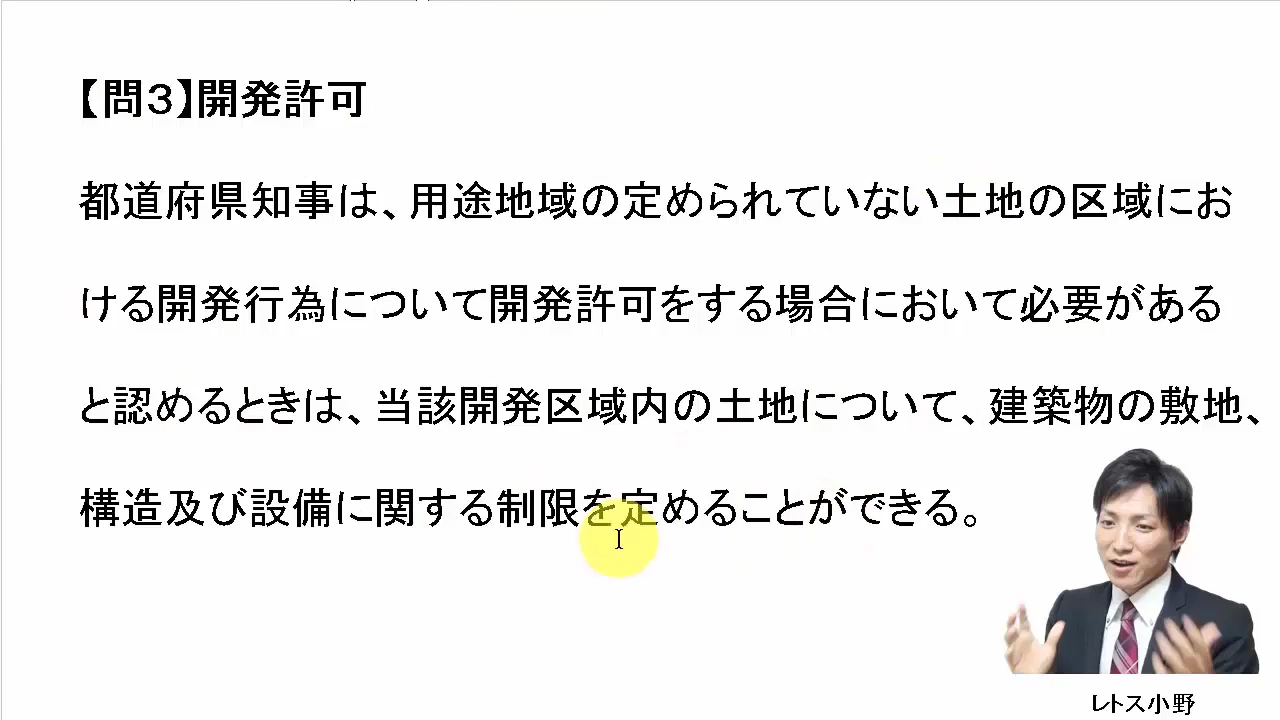 【問３】開発許可
都道府県知事は、用途地域の定められていない土地の区域にお
ける開発行為について開発許可をする場合において必要がある
と認めるときは、当該開発区域内の土地について、建築物の敷地、
構造及び設備に関する制限を定めることができる。
レトス小野